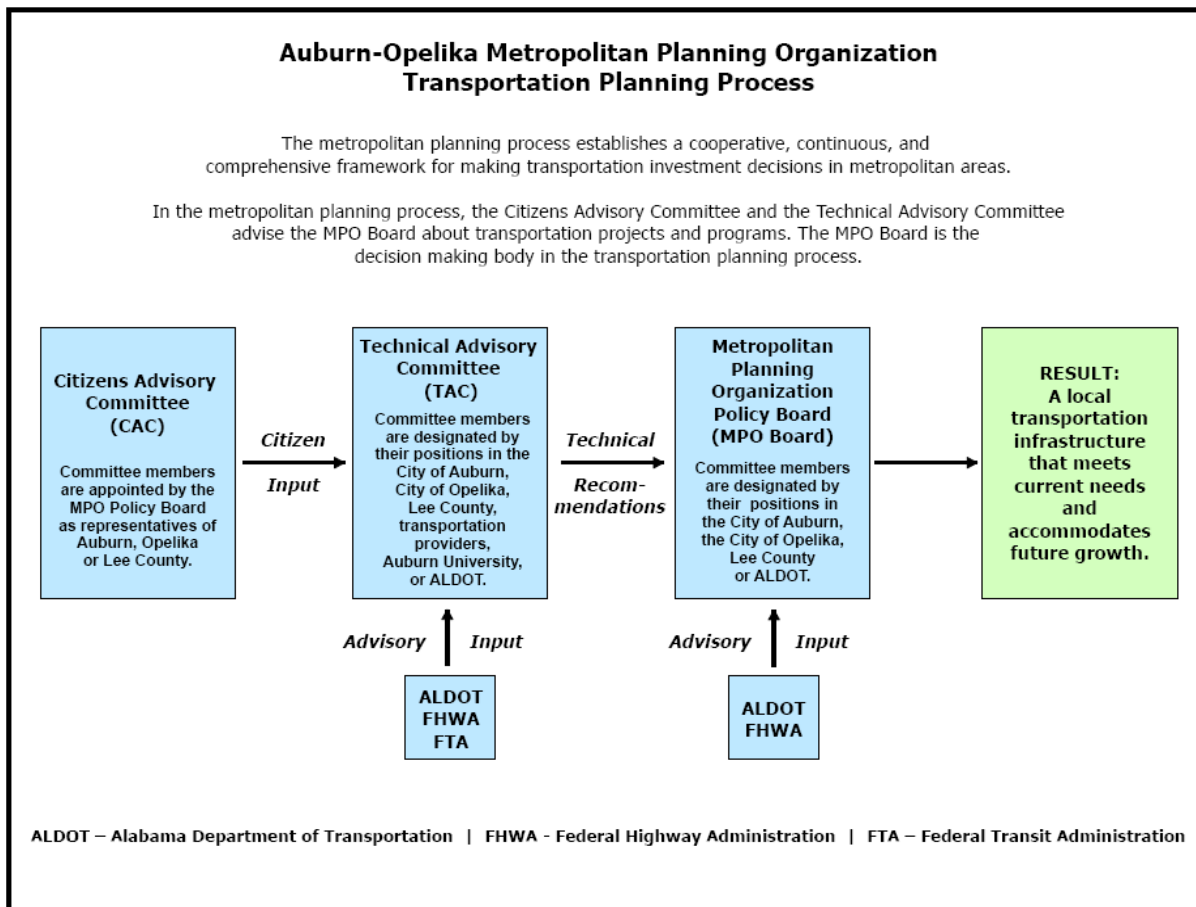 Auburn-Opelika Metropolitan Planning Organization
Transportation Planning Process
The metropolitan planning process establishes a cooperative, continuous, and
comprehensive framework for making transportation investment decisions in metropolitan areas.
In the metropolitan planning process, the Citizens Advisory Committee and the Technical Advisory Committee
advise the MPO Board about transportation projects and programs. The MPO Board is the
decision making body in the transportation planning process.
Citizens Advisory
Committee
(CAC)
Committee members
are appointed by the
MPO Policy Board
as representatives of
Auburn, Opelika
or Lee County.
Citizen
Input
Technical Advisory
Committee
(TAC)
Committee members
are designated by
their positions in the
City of Auburn,
City of Opelika,
Lee County,
transportation
providers,
Auburn University,
or ALDOT.
Technical
Recom-
mendations
Metropolitan
Planning
Organization
Policy Board
(MPO Board)
Committee members
are designated by
their positions in
the City of Auburn,
the City of Opelika,
Lee County
or ALDOT.
RESULT:
A local
transportation
infrastructure
that meets
current needs
and
accommodates
future growth.
Advisory Input
ALDOT
FHWA
FTA
Advisory Input
ALDOT
FHWA
ALDOT – Alabama Department of Transportation | FHWA - Federal Highway Administration | FTA – Federal Transit Administration